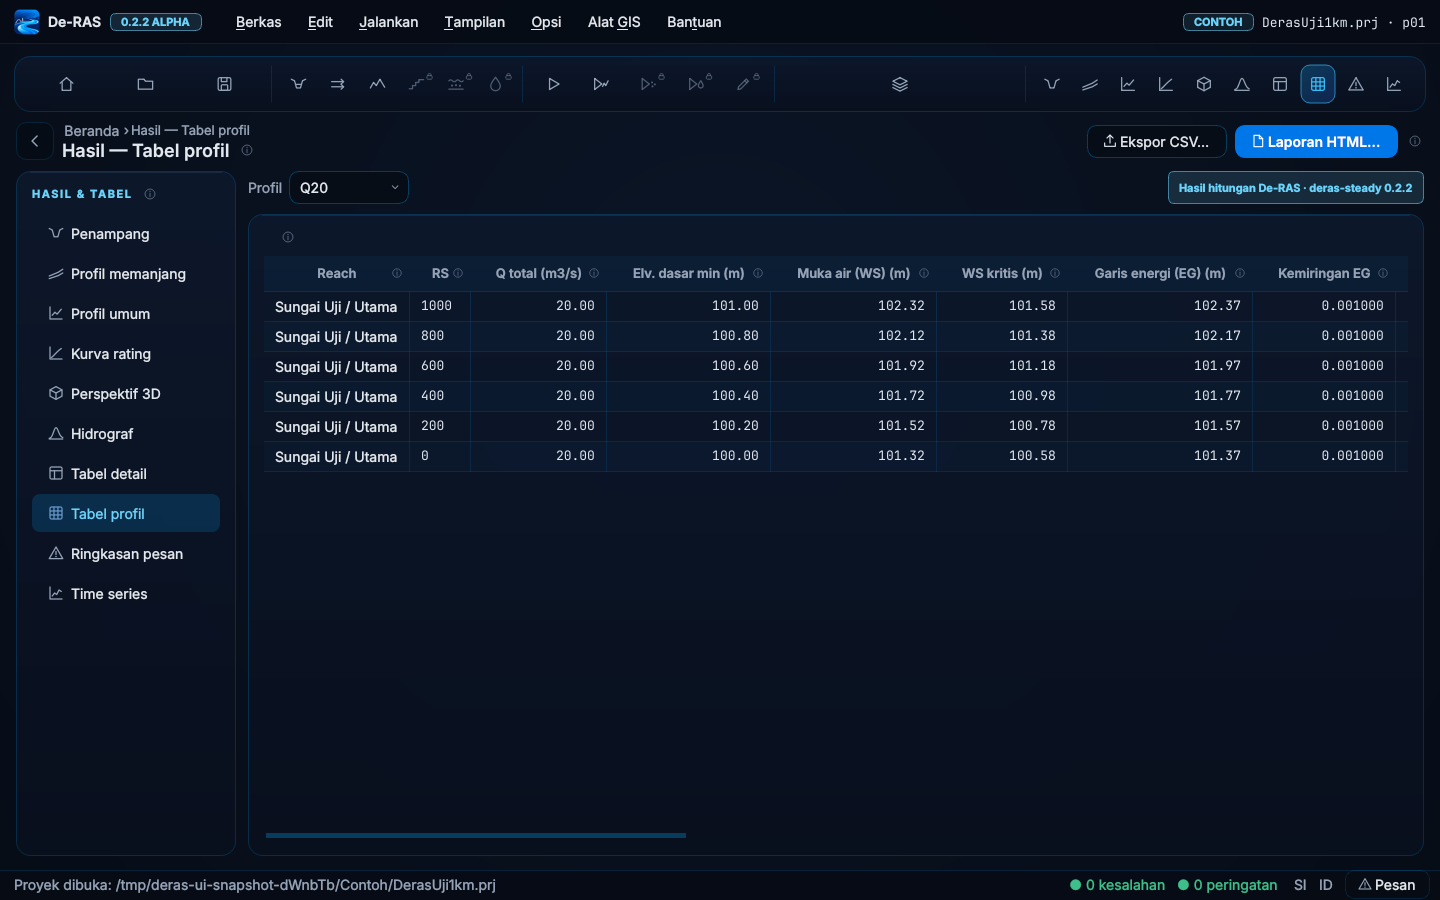 De-RAS 0.2.2 ALPHA Berkas Edit Jalankan Tampilan Opsi Alat GIS Bantuan CONTOH DerasUji1km.prj · p01
Beranda › Hasil — Tabel profil
Hasil — Tabel profil
Ekspor CSV... Laporan HTML...
HASIL & TABEL
Penampang
Profil memanjang
Profil umum
Kurva rating
Perspektif 3D
Hidrograf
Tabel detail
Tabel profil
Ringkasan pesan
Time series
Profil Q20 Hasil hitungan De-RAS · deras-steady 0.2.2
Reach RS Q total (m3/s) Elv. dasar min (m) Muka air (WS) (m) WS kritis (m) Garis energi (EG) (m) Kemiringan EG
Sungai Uji / Utama 1000 20.00 101.00 102.32 101.58 102.37 0.001000
Sungai Uji / Utama 800 20.00 100.80 102.12 101.38 102.17 0.001000
Sungai Uji / Utama 600 20.00 100.60 101.92 101.18 101.97 0.001000
Sungai Uji / Utama 400 20.00 100.40 101.72 100.98 101.77 0.001000
Sungai Uji / Utama 200 20.00 100.20 101.52 100.78 101.57 0.001000
Sungai Uji / Utama 0 20.00 100.00 101.32 100.58 101.37 0.001000
Proyek dibuka: /tmp/deras-ui-snapshot-dWnbTb/Contoh/DerasUji1km.prj 0 kesalahan 0 peringatan SI ID Pesan